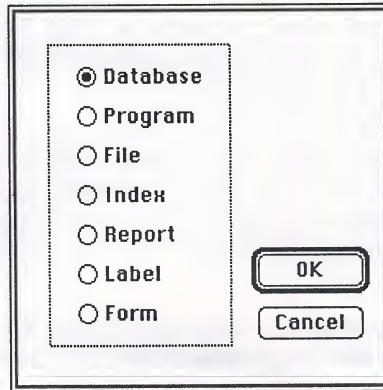 Database
Program
File
Index
Report
Label
Form
OK
Cancel